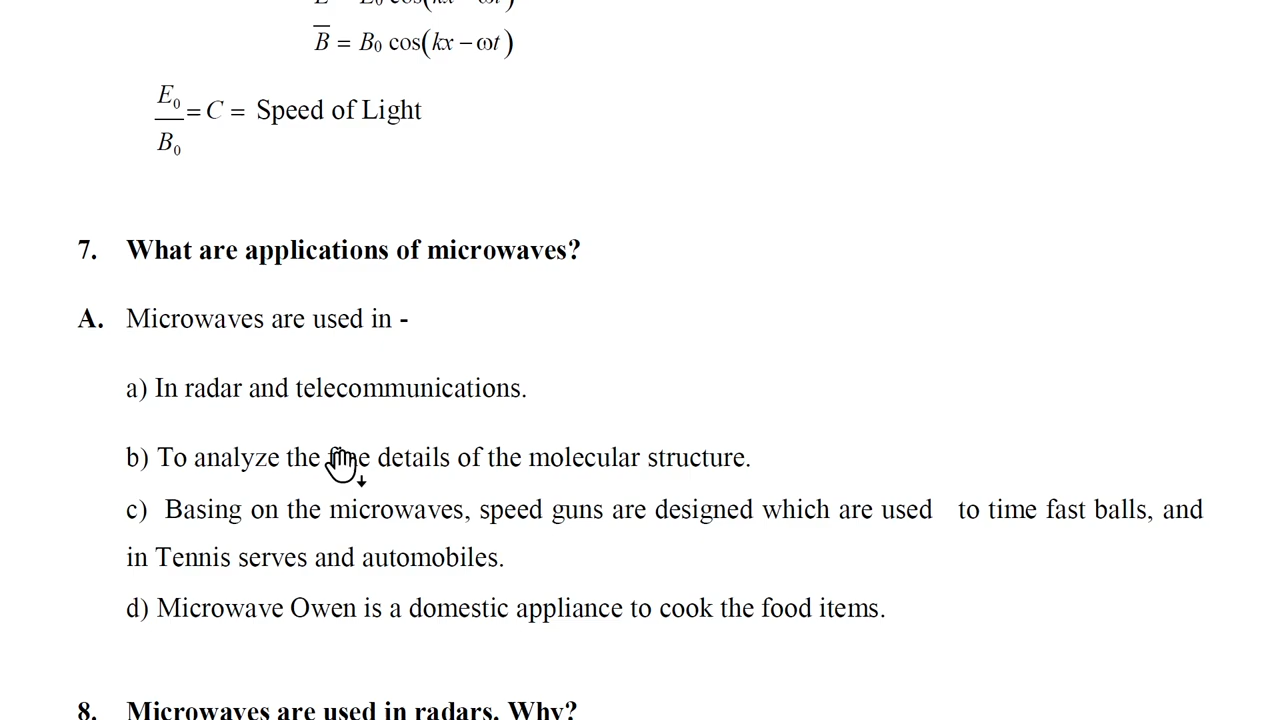 B = B₀ cos(kx – ωt)
E₀/B₀ = C = Speed of Light
7. What are applications of microwaves?
A. Microwaves are used in -
a) In radar and telecommunications.
b) To analyze the details of the molecular structure.
c) Basing on the microwaves, speed guns are designed which are used to time fast balls, and
in Tennis serves and automobiles.
d) Microwave Owen is a domestic appliance to cook the food items.
8. Microwaves are used in radars. Why?